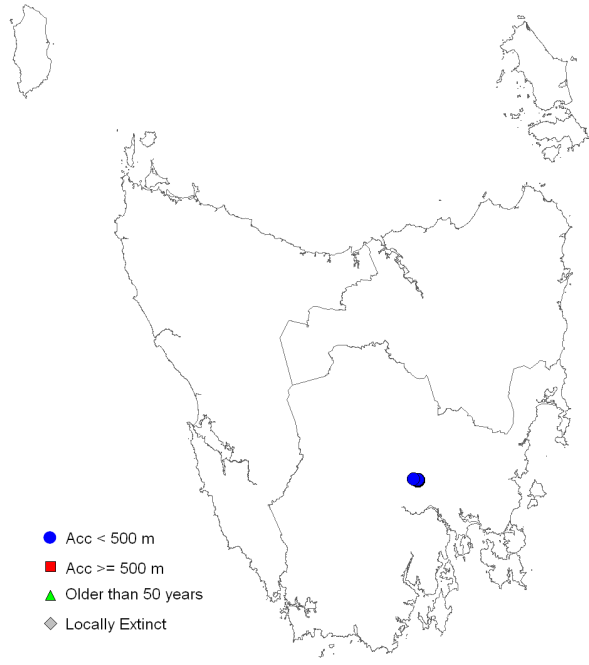 Acc < 500 m
Acc >= 500 m
Older than 50 years
Locally Extinct